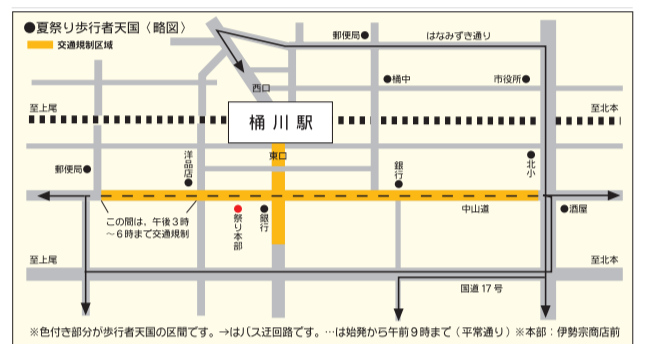 ●夏祭り歩行者天国〈略図〉
交通規制区域
郵便局●
はなみずき通り
●桶中
市役所●
西口
至上尾
至北本
桶川駅
東口
郵便局●
洋品店●
銀行●
●北小
この間は、午後3時
～6時まで交通規制
●祭り本部
●銀行
中山道
●酒屋
至上尾
至北本
国道17号
※色付き部分が歩行者天国の区間です。→はバス迂回路です。…は始発から午前9時まで（平常通り）※本部：伊勢宗商店前